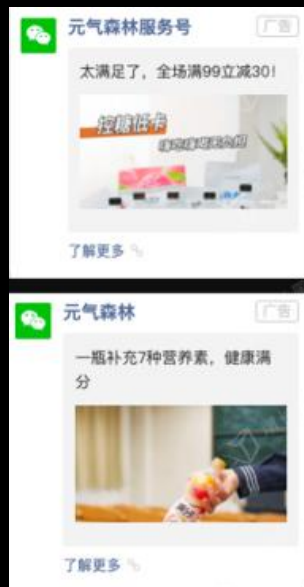 元气森林服务号
广告
太满足了，全场满99立减30！
控糖低卡
了解更多
元气森林
广告
一瓶补充7种营养素，健康满
分
了解更多